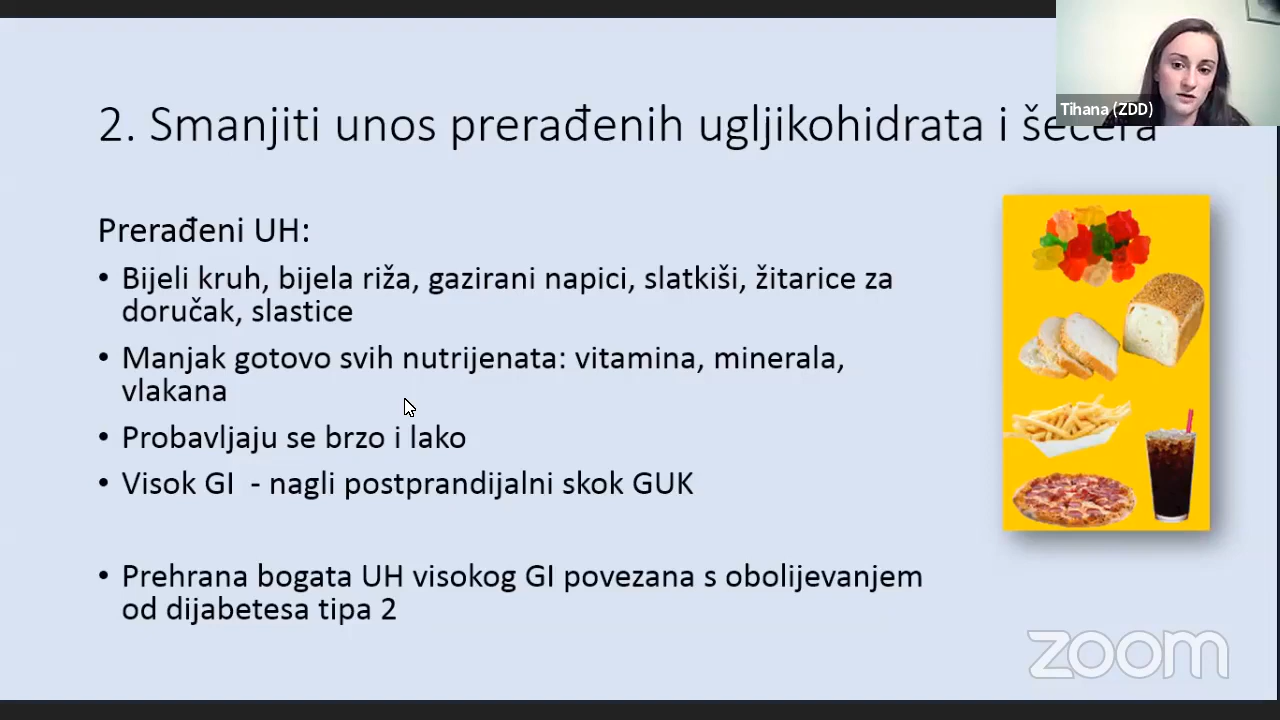 Tihana (ZDD)
2. Smanjiti unos prerađenih ugljikohidrata i šećera
Prerađeni UH:
• Bijeli kruh, bijela riža, gazirani napici, slatkiši, žitarice za
doručak, slastice
• Manjak gotovo svih nutrijenata: vitamina, minerala,
vlakana
• Probavljaju se brzo i lako
• Visok GI - nagli postprandijalni skok GUK
• Prehrana bogata UH visokog GI povezana s obolijevanjem
od dijabetesa tipa 2
zoom